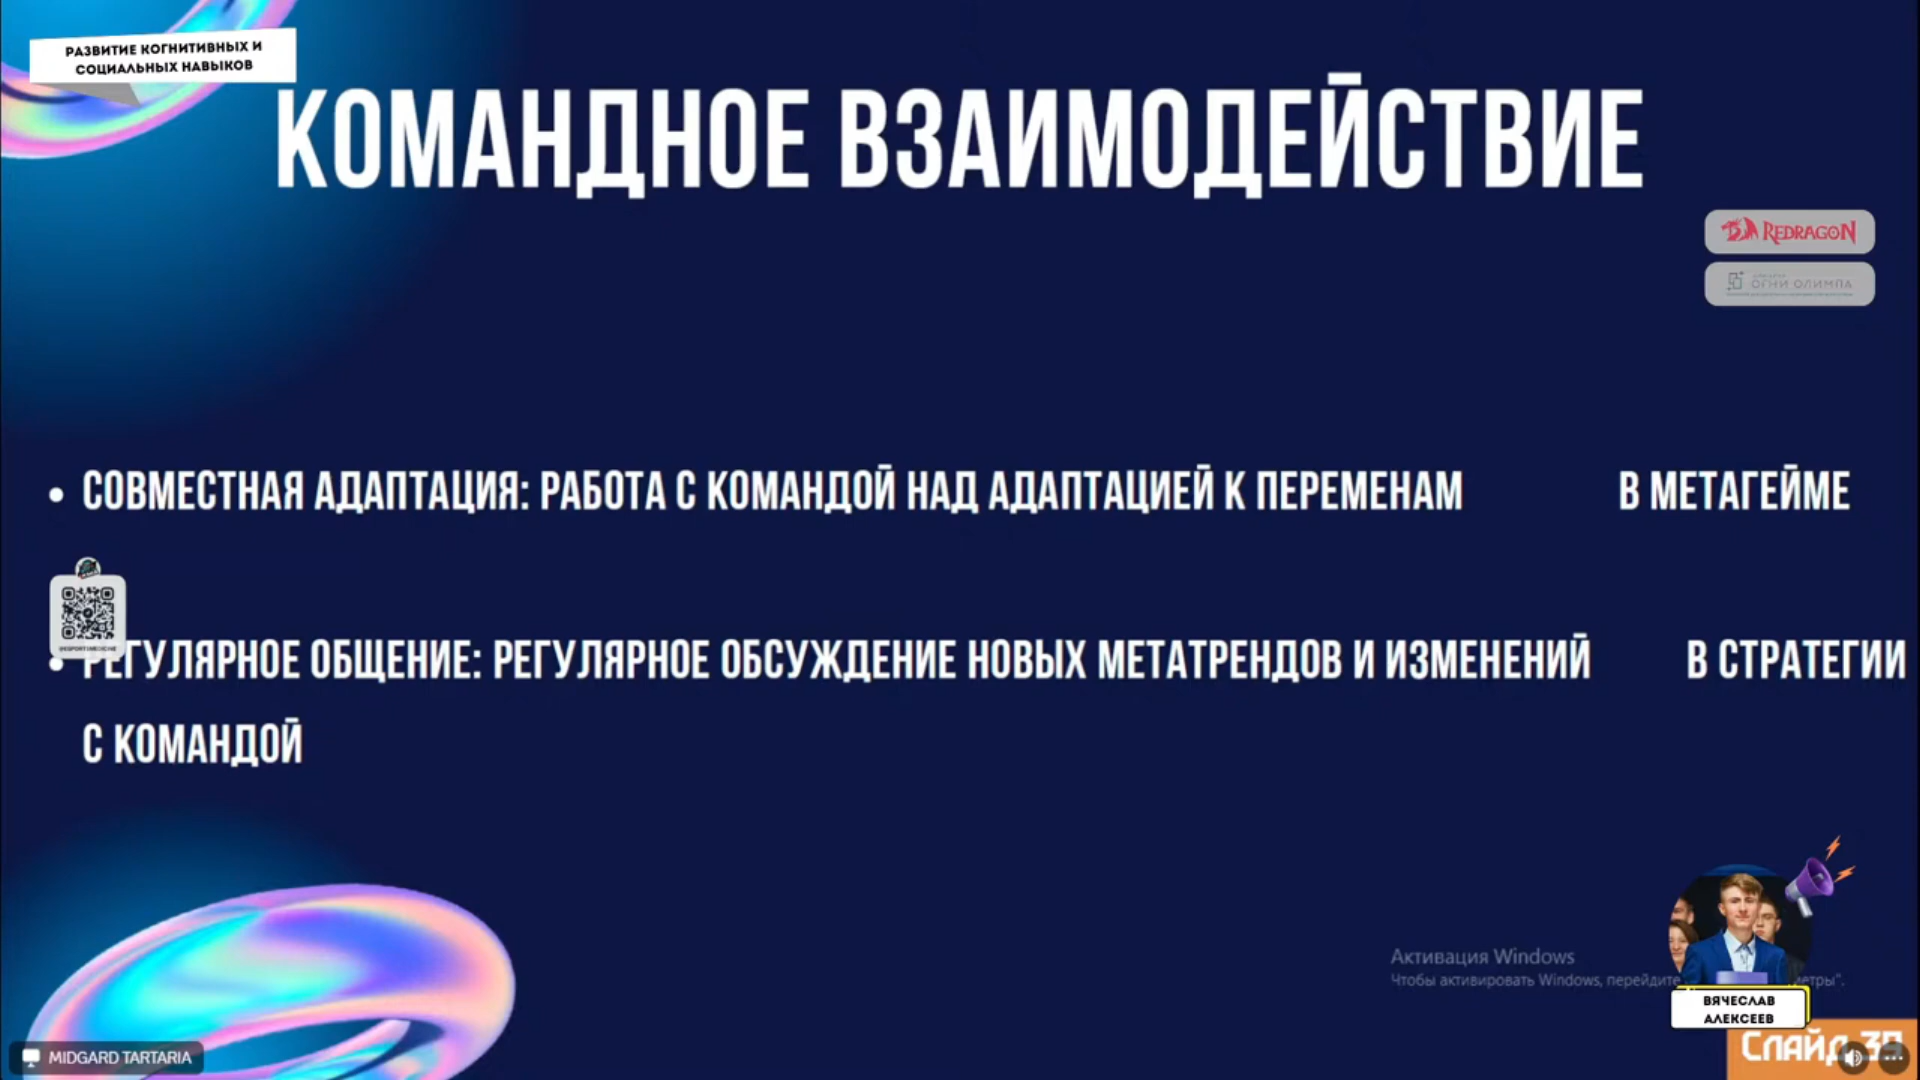 РАЗВИТИЕ КОГНИТИВНЫХ И
СОЦИАЛЬНЫХ НАВЫКОВ
КОМАНДНОЕ ВЗАИМОДЕЙСТВИЕ
REDRAGON
ОГНИ ОЛИМПА
• СОВМЕСТНАЯ АДАПТАЦИЯ: РАБОТА С КОМАНДОЙ НАД АДАПТАЦИЕЙ К ПЕРЕМЕНАМ В МЕТАГЕЙМЕ
• РЕГУЛЯРНОЕ ОБЩЕНИЕ: РЕГУЛЯРНОЕ ОБСУЖДЕНИЕ НОВЫХ МЕТАТРЕНДОВ И ИЗМЕНЕНИЙ В СТРАТЕГИИ
С КОМАНДОЙ
Активация Windows
Чтобы активировать Windows, перейдите
ВЯЧЕСЛАВ
АЛЕКСЕЕВ
MIDGARD TARTARIA
Слайд